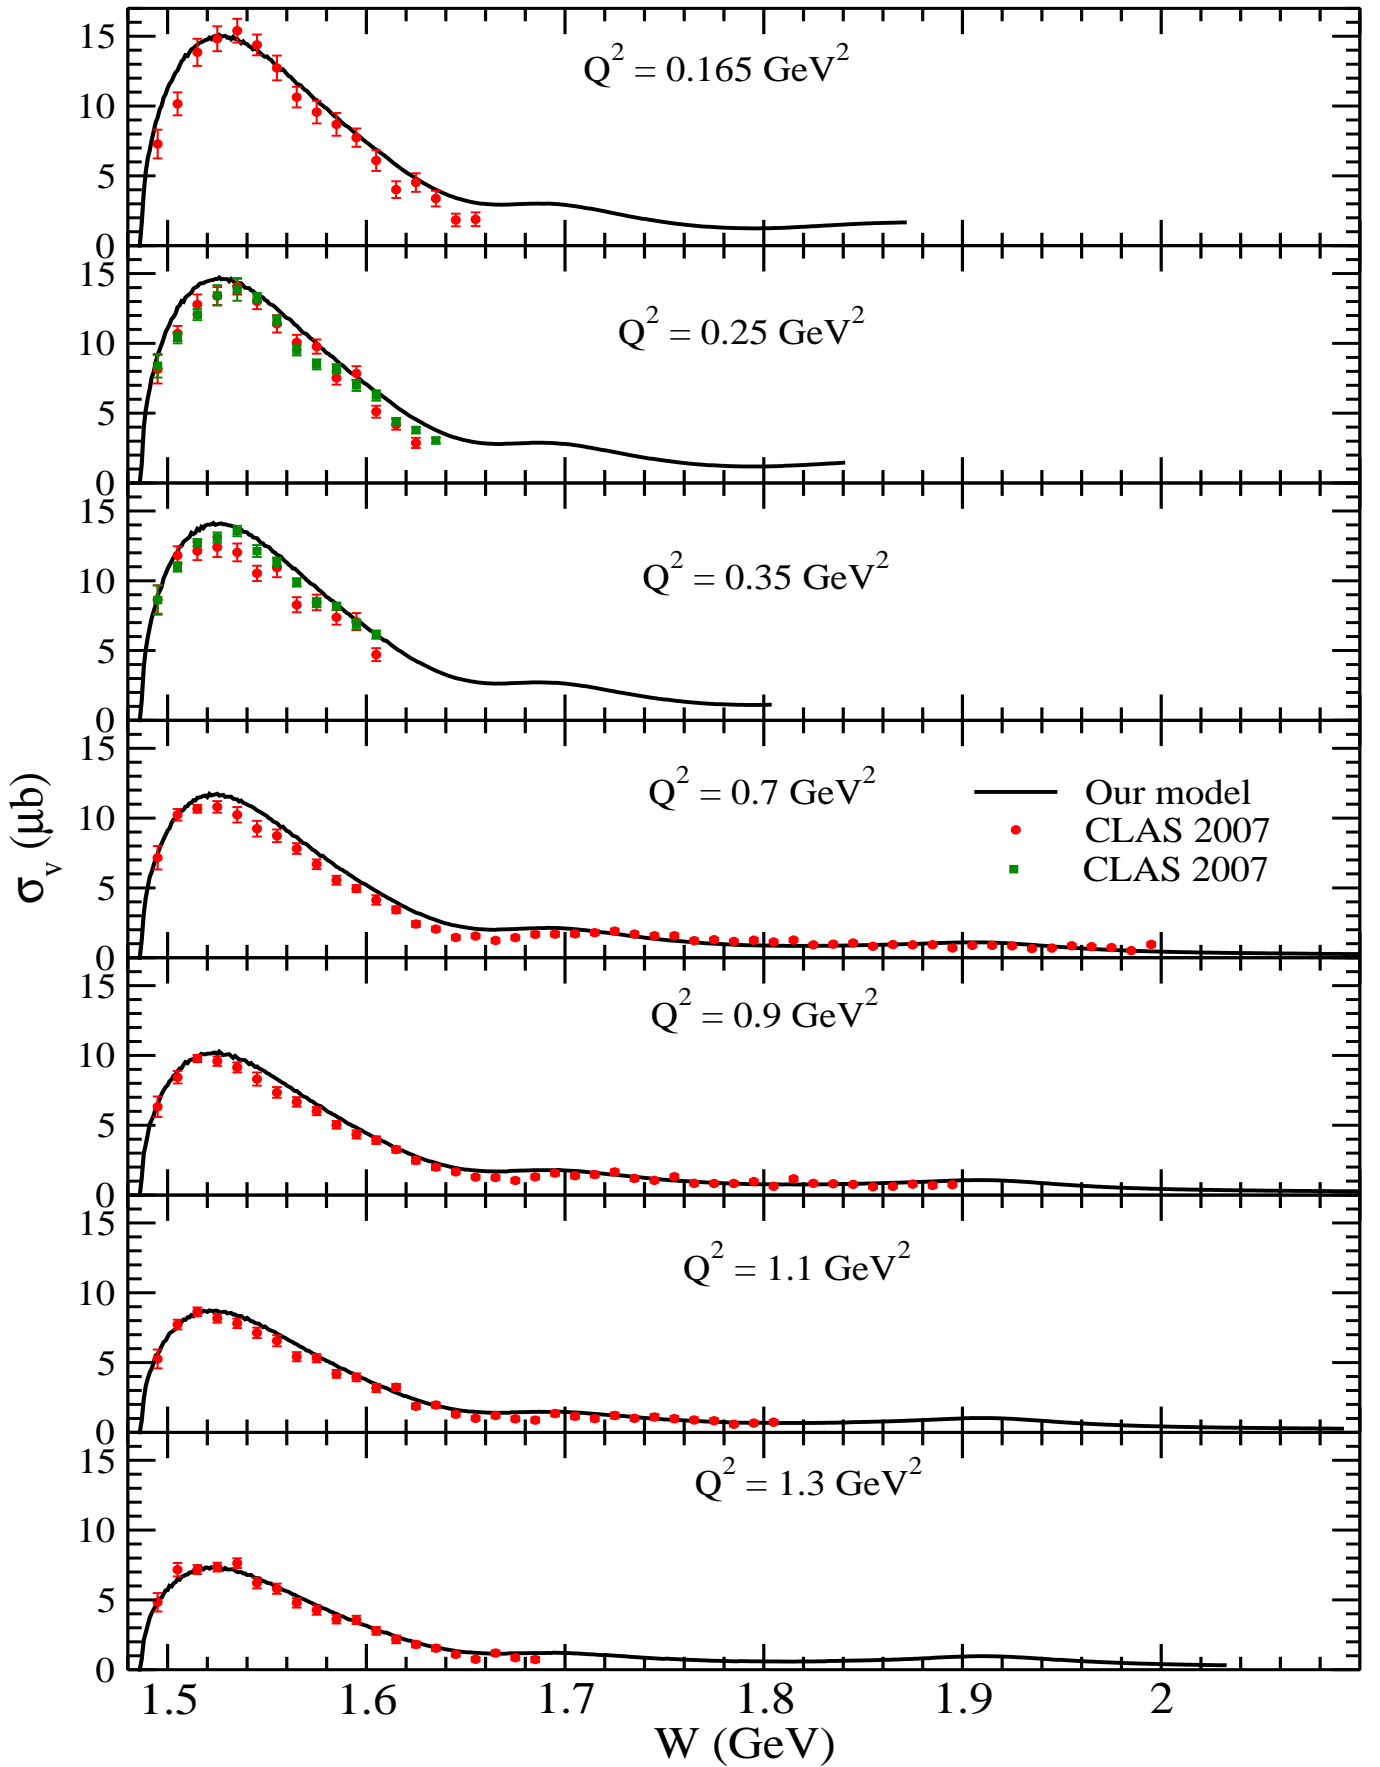 15
10
5
0
Q² = 0.165 GeV²
15
10
5
0
Q² = 0.25 GeV²
15
10
5
0
Q² = 0.35 GeV²
15
10
5
0
Q² = 0.7 GeV²
Our model
CLAS 2007
CLAS 2007
σᵥ (μb)
15
10
5
0
Q² = 0.9 GeV²
15
10
5
0
Q² = 1.1 GeV²
15
10
5
0
Q² = 1.3 GeV²
1.5 1.6 1.7 1.8 1.9 2
W (GeV)